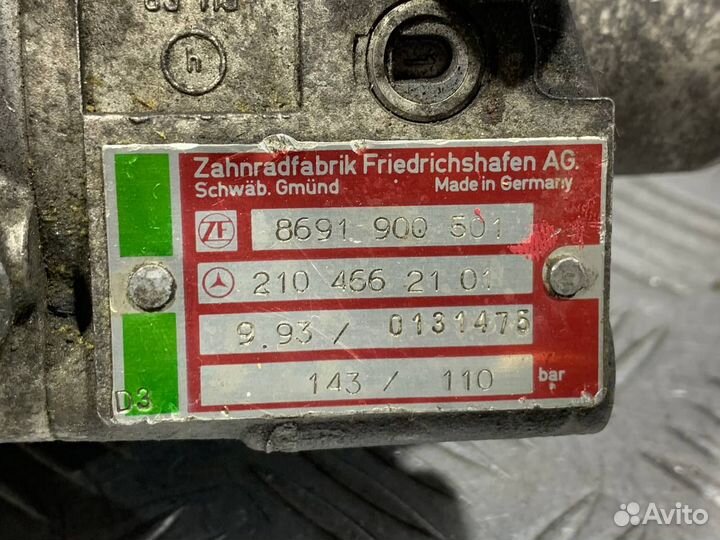 h
Zahnradfabrik Friedrichshafen AG.
Schwäb. Gmünd Made in Germany
ZF 8691 900 501
210 466 21 01
9.93 / 0131475
143 / 110 bar
D3
Avito